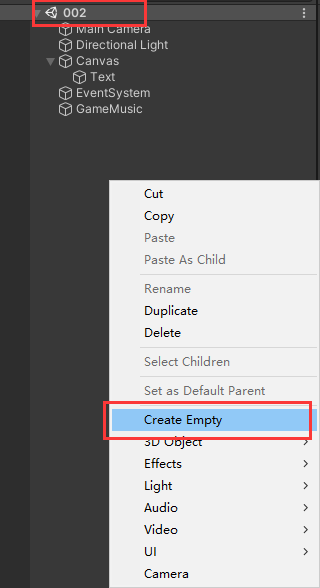 002
Main Camera
Directional Light
Canvas
Text
EventSystem
GameMusic
Cut
Copy
Paste
Paste As Child
Rename
Duplicate
Delete
Select Children
Set as Default Parent
Create Empty
3D Object
Effects
Light
Audio
Video
UI
Camera